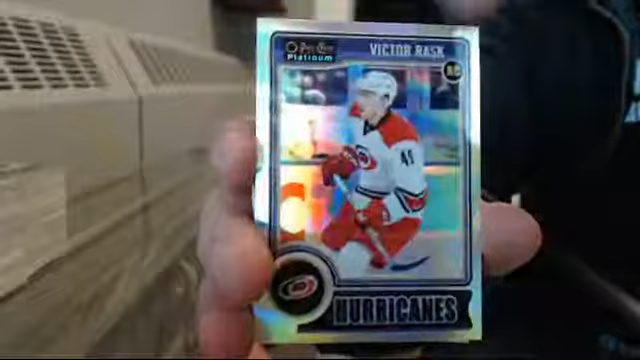 O-Pee-Chee
Platinum
VICTOR RASK
RC
HURRICANES